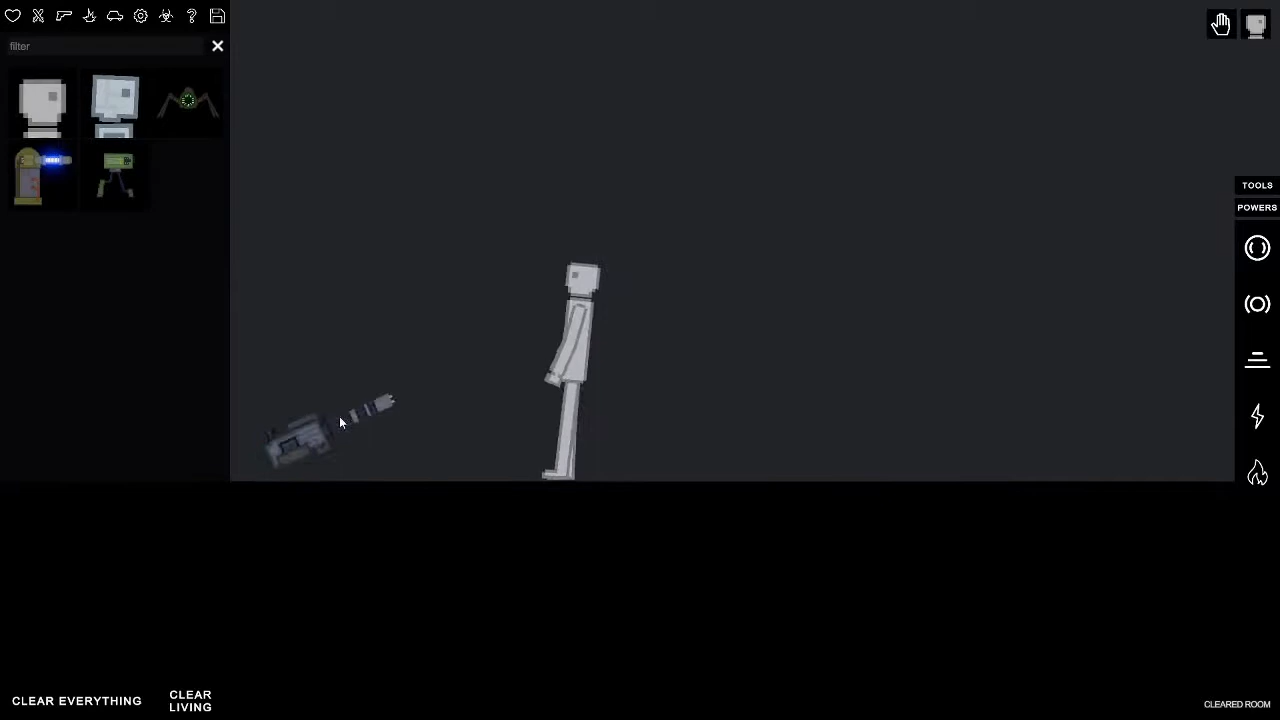 filter
TOOLS
POWERS
CLEAR EVERYTHING
CLEAR
LIVING
CLEARED ROOM